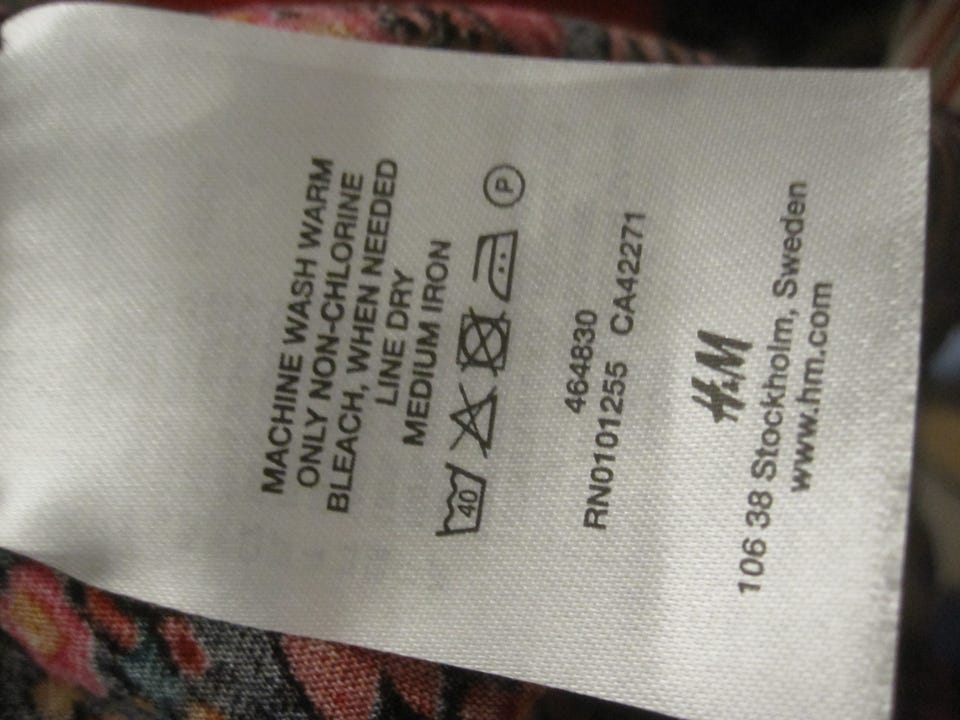 MACHINE WASH WARM
ONLY NON-CHLORINE
BLEACH, WHEN NEEDED
LINE DRY
MEDIUM IRON
40 P
464830
RN0101255 CA42271
H&M
106 38 Stockholm, Sweden
www.hm.com